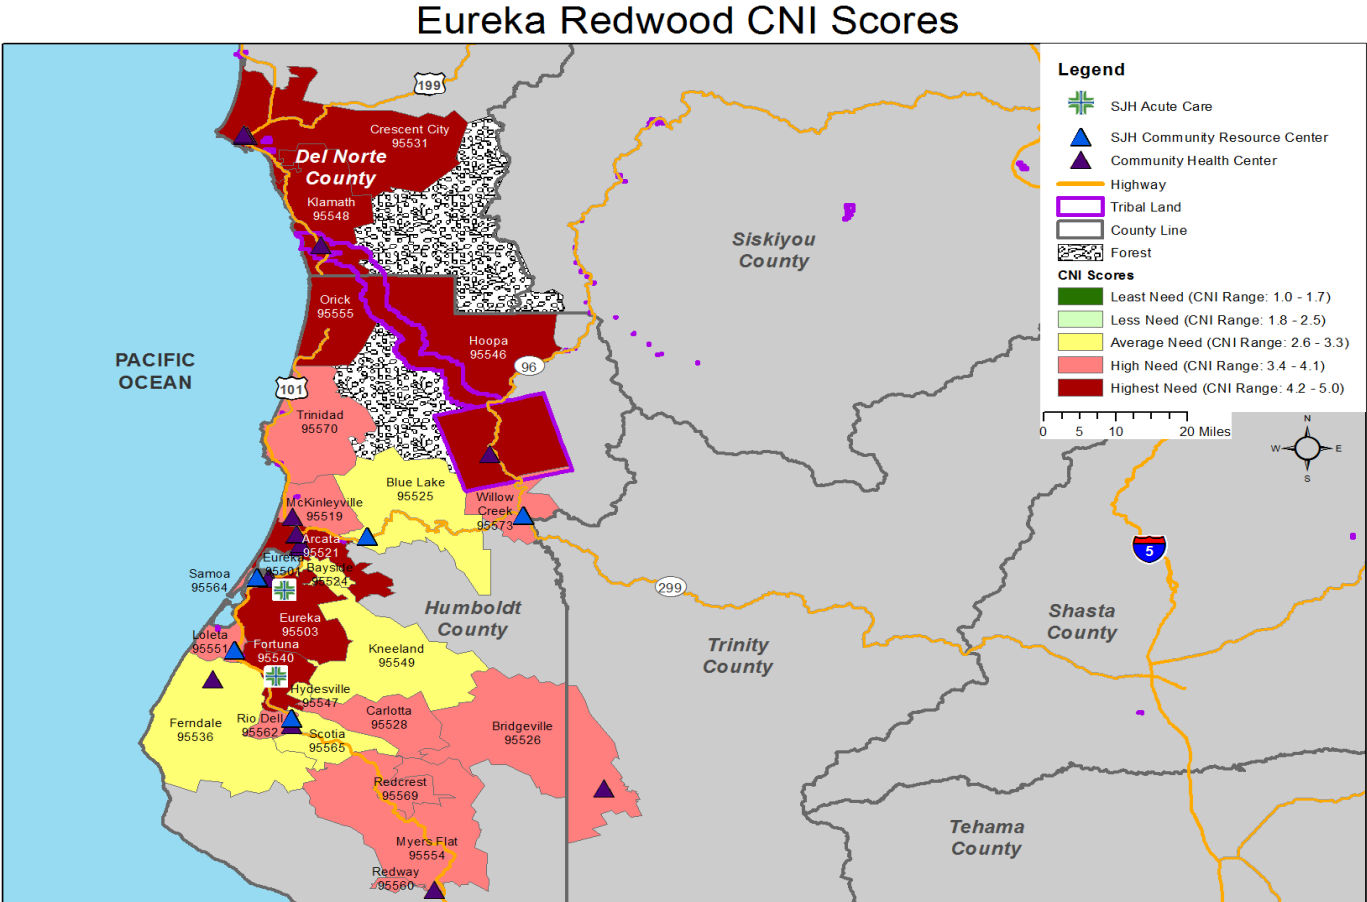 Eureka Redwood CNI Scores
199
Crescent City
95531
Del Norte
County
Klamath
95548
Orick
95555
Hoopa
95546
96
PACIFIC
OCEAN
101
Trinidad
95570
Siskiyou
County
Blue Lake
95525
McKinleyville
95519
Willow
Creek
95573
Arcata
95521
Eureka
95501
Bayside
95524
Samoa
95564
Eureka
95503
Humboldt
County
299
Loleta
95551
Fortuna
95540
Kneeland
95549
Trinity
County
Shasta
County
5
Hydesville
95547
Ferndale
95536
Rio Dell
95562
Scotia
95565
Carlotta
95528
Bridgeville
95526
Redcrest
95569
Myers Flat
95554
Redway
95560
Tehama
County
Legend
SJH Acute Care
SJH Community Resource Center
Community Health Center
Highway
Tribal Land
County Line
Forest
CNI Scores
Least Need (CNI Range: 1.0 - 1.7)
Less Need (CNI Range: 1.8 - 2.5)
Average Need (CNI Range: 2.6 - 3.3)
High Need (CNI Range: 3.4 - 4.1)
Highest Need (CNI Range: 4.2 - 5.0)
0 5 10 20 Miles
N
W E
S